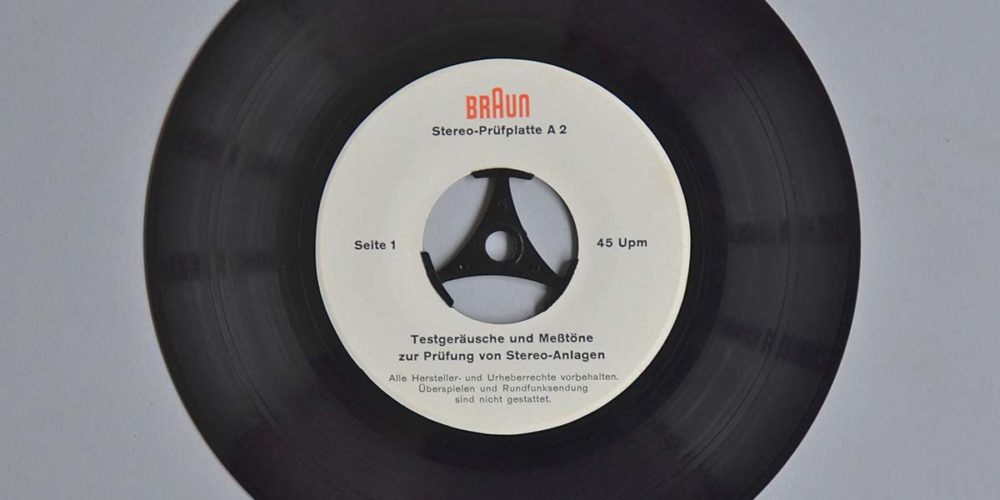 BRAUN
Stereo-Prüfplatte A 2
Seite 1
45 Upm
Testgeräusche und Meßtöne
zur Prüfung von Stereo-Anlagen
Alle Hersteller- und Urheberrechte vorbehalten.
Überspielen und Rundfunksendung
sind nicht gestattet.